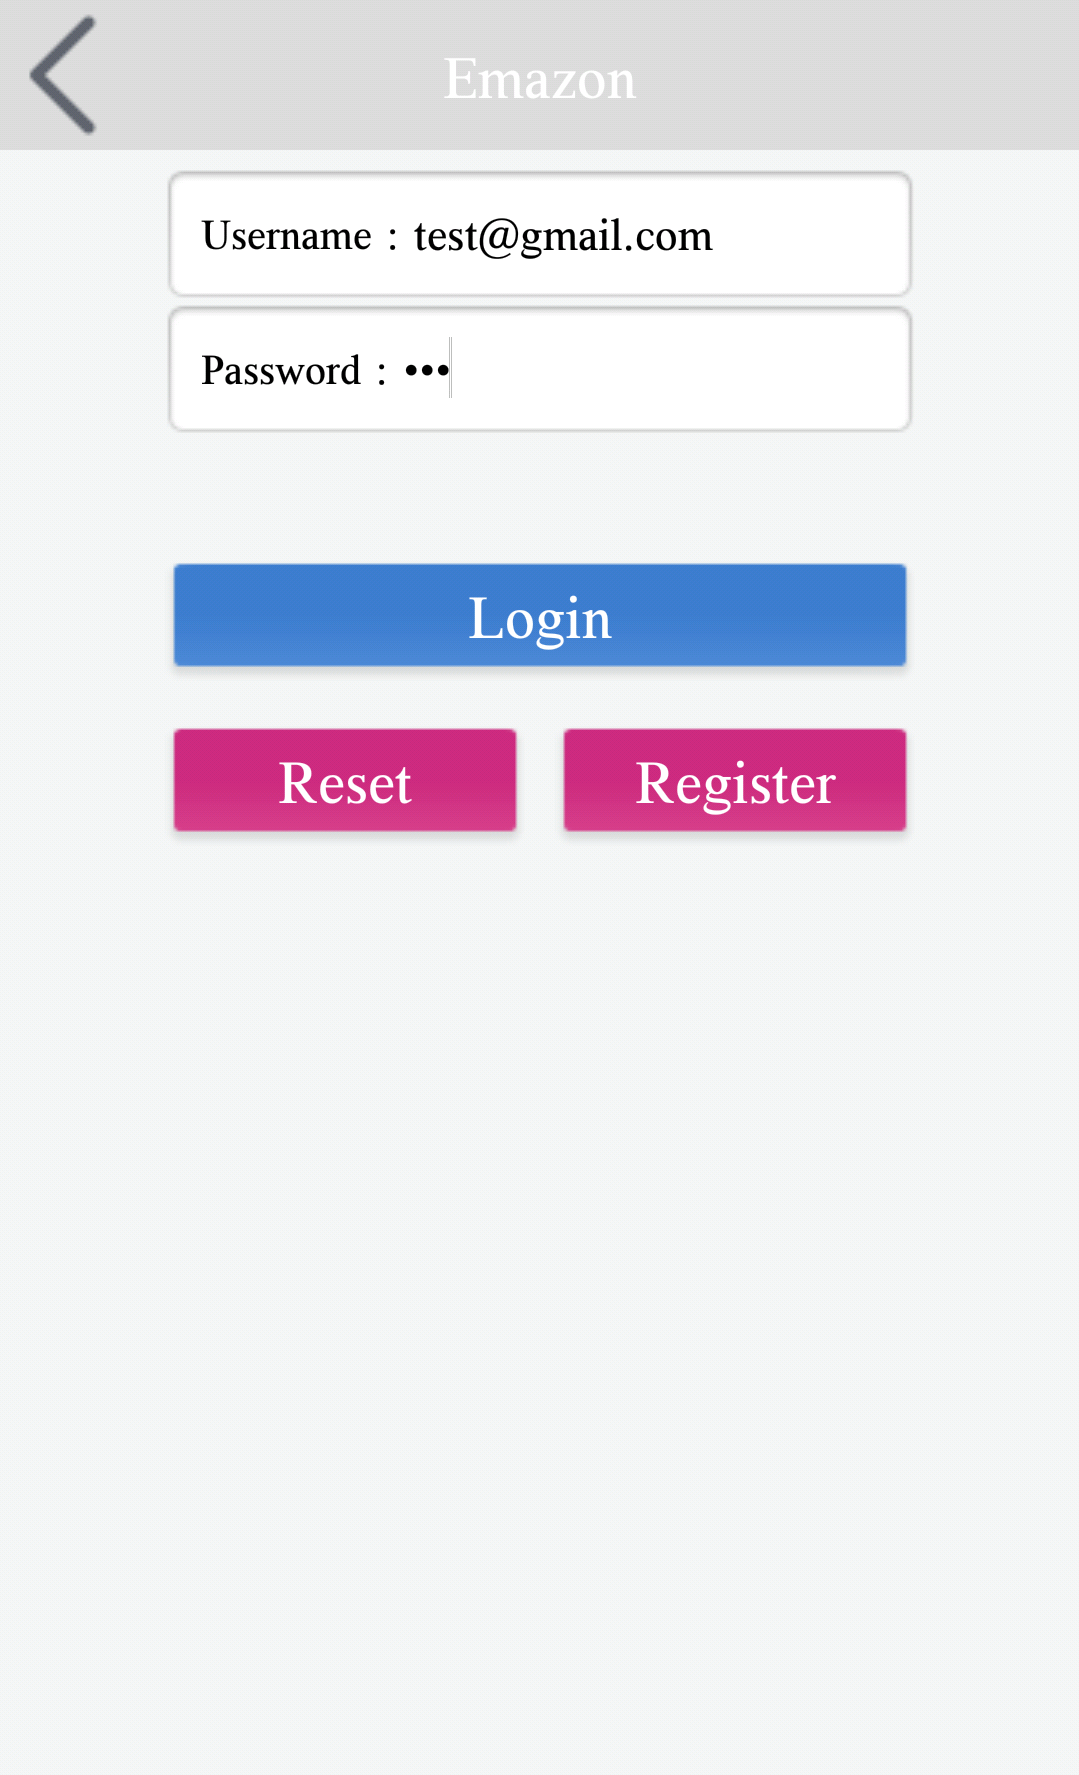 Emazon
Username : test@gmail.com
Password : •••
Login
Reset Register